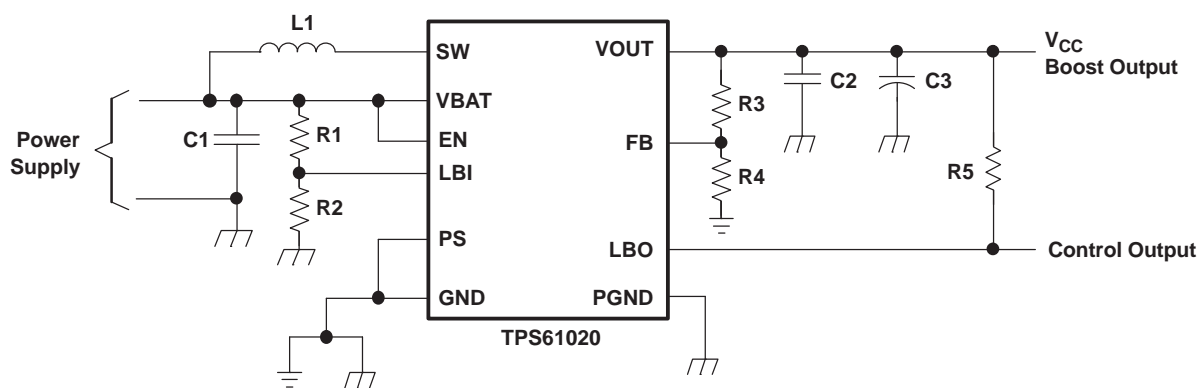 L1
SW
VOUT
V_CC
Boost Output
C2
C3
R3
VBAT
Power
Supply
C1
R1
EN
FB
LBI
R4
R5
R2
PS
LBO
Control Output
GND
PGND
TPS61020